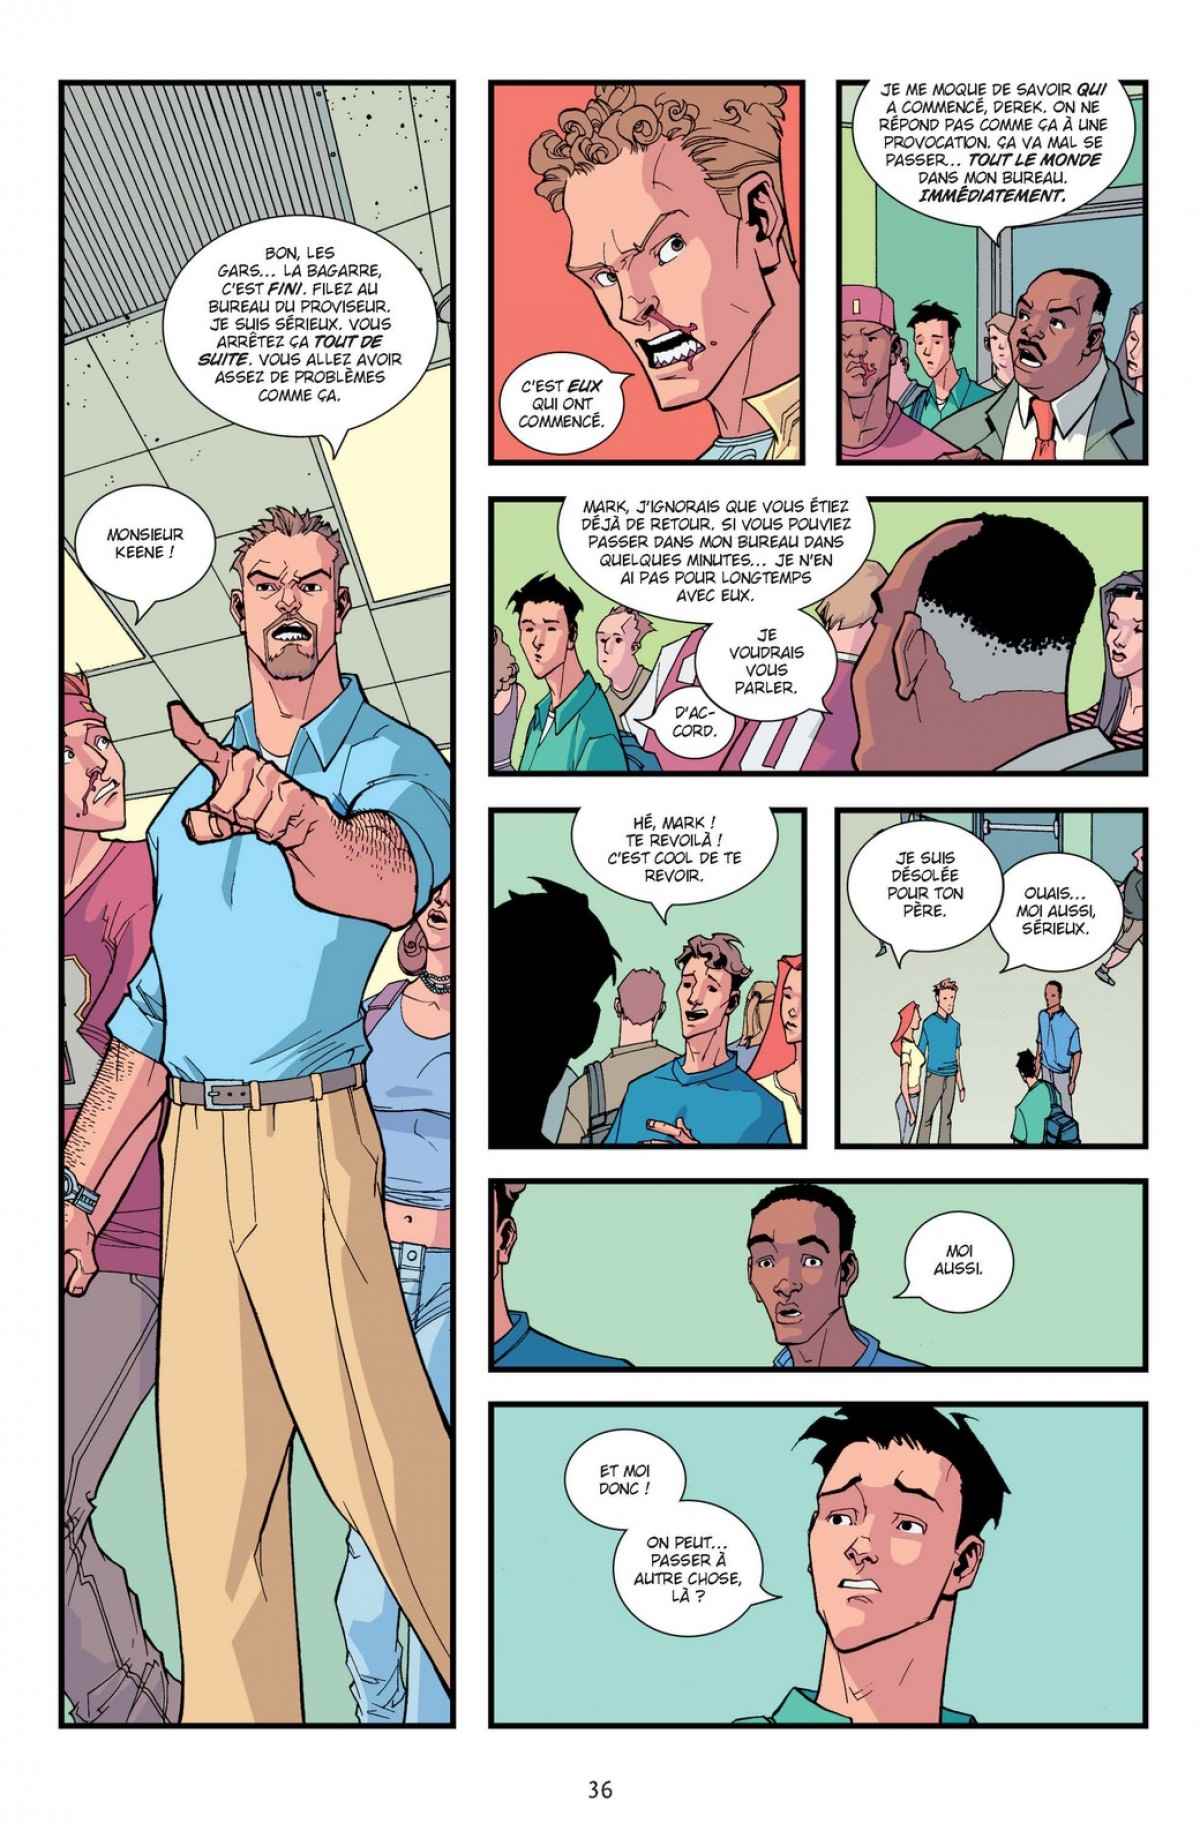 BON, LES
GARS... LA BAGARRE,
C'EST FINI. FILEZ AU
BUREAU DU PROVISEUR.
JE SUIS SÉRIEUX. VOUS
ARRÊTEZ ÇA TOUT DE
SUITE. VOUS ALLEZ AVOIR
ASSEZ DE PROBLÈMES
COMME ÇA.
MONSIEUR
KEENE !
C'EST EUX
QUI ONT
COMMENCÉ.
JE ME MOQUE DE SAVOIR QUI
A COMMENCÉ, DEREK. ON NE
RÉPOND PAS COMME ÇA À UNE
PROVOCATION. ÇA VA MAL SE
PASSER... TOUT LE MONDE
DANS MON BUREAU.
IMMÉDIATEMENT.
MARK, J'IGNORAIS QUE VOUS ÉTIEZ
DÉJÀ DE RETOUR. SI VOUS POUVIEZ
PASSER DANS MON BUREAU DANS
QUELQUES MINUTES... JE N'EN
AI PAS POUR LONGTEMPS
AVEC EUX.
JE
VOUDRAIS
VOUS
PARLER.
D'AC-
CORD.
HÉ, MARK !
TE REVOILÀ !
C'EST COOL DE TE
REVOIR.
JE SUIS
DÉSOLÉE
POUR TON
PÈRE.
OUAIS...
MOI AUSSI,
SÉRIEUX.
MOI
AUSSI.
ET MOI
DONC !
ON PEUT...
PASSER À
AUTRE CHOSE,
LÀ ?
36